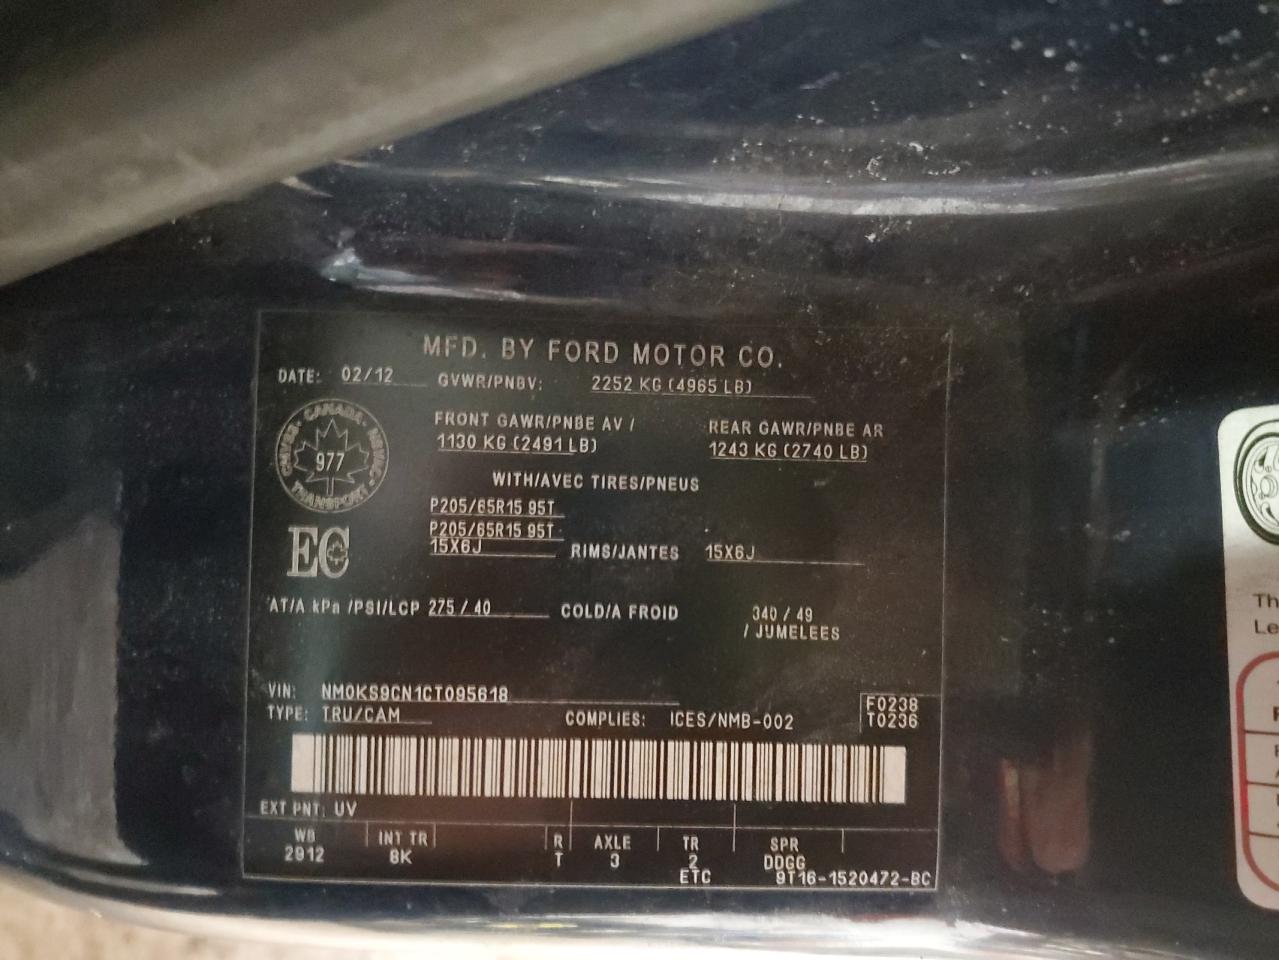 MFD. BY FORD MOTOR CO.
DATE: 02/12 GVWR/PNBV: 2252 KG (4965 LB)
FRONT GAWR/PNBE AV / REAR GAWR/PNBE AR
1130 KG (2491 LB) 1243 KG (2740 LB)
CANADA
977
TRANSPORT
WITH/AVEC TIRES/PNEUS
P205/65R15 95T
P205/65R15 95T
15X6J RIMS/JANTES 15X6J
EC
AT/A kPa /PSI/LCP 275 / 40 COLD/A FROID 340 / 49
/ JUMELEES
VIN: NM0KS9CN1CT095618
TYPE: TRU/CAM COMPLIES: ICES/NMB-002
F0238
T0236
EXT PNT: UV
WB INT TR R AXLE TR SPR
2912 8K T 3 2 DDGG
ETC 9T16-1520472-BC
Th
Le